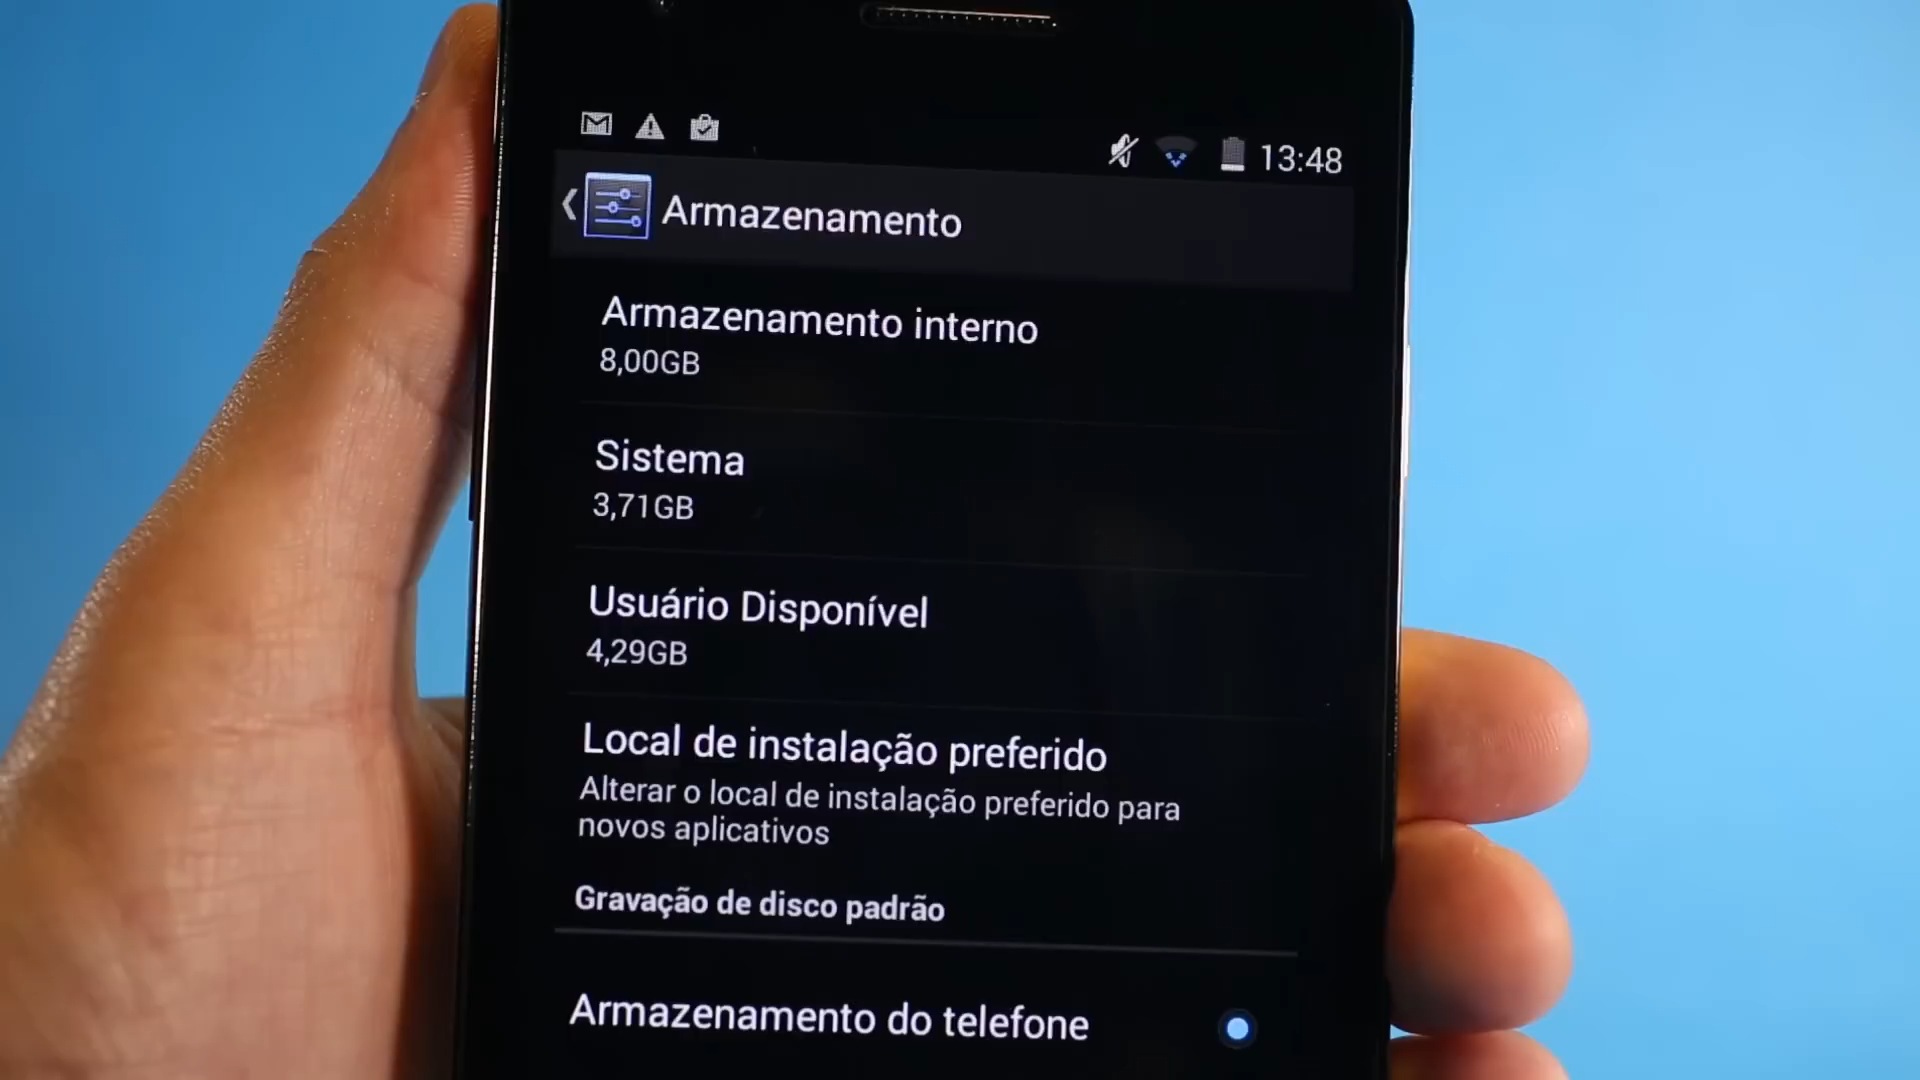 13:48
Armazenamento
Armazenamento interno
8,00GB
Sistema
3,71GB
Usuário Disponível
4,29GB
Local de instalação preferido
Alterar o local de instalação preferido para
novos aplicativos
Gravação de disco padrão
Armazenamento do telefone